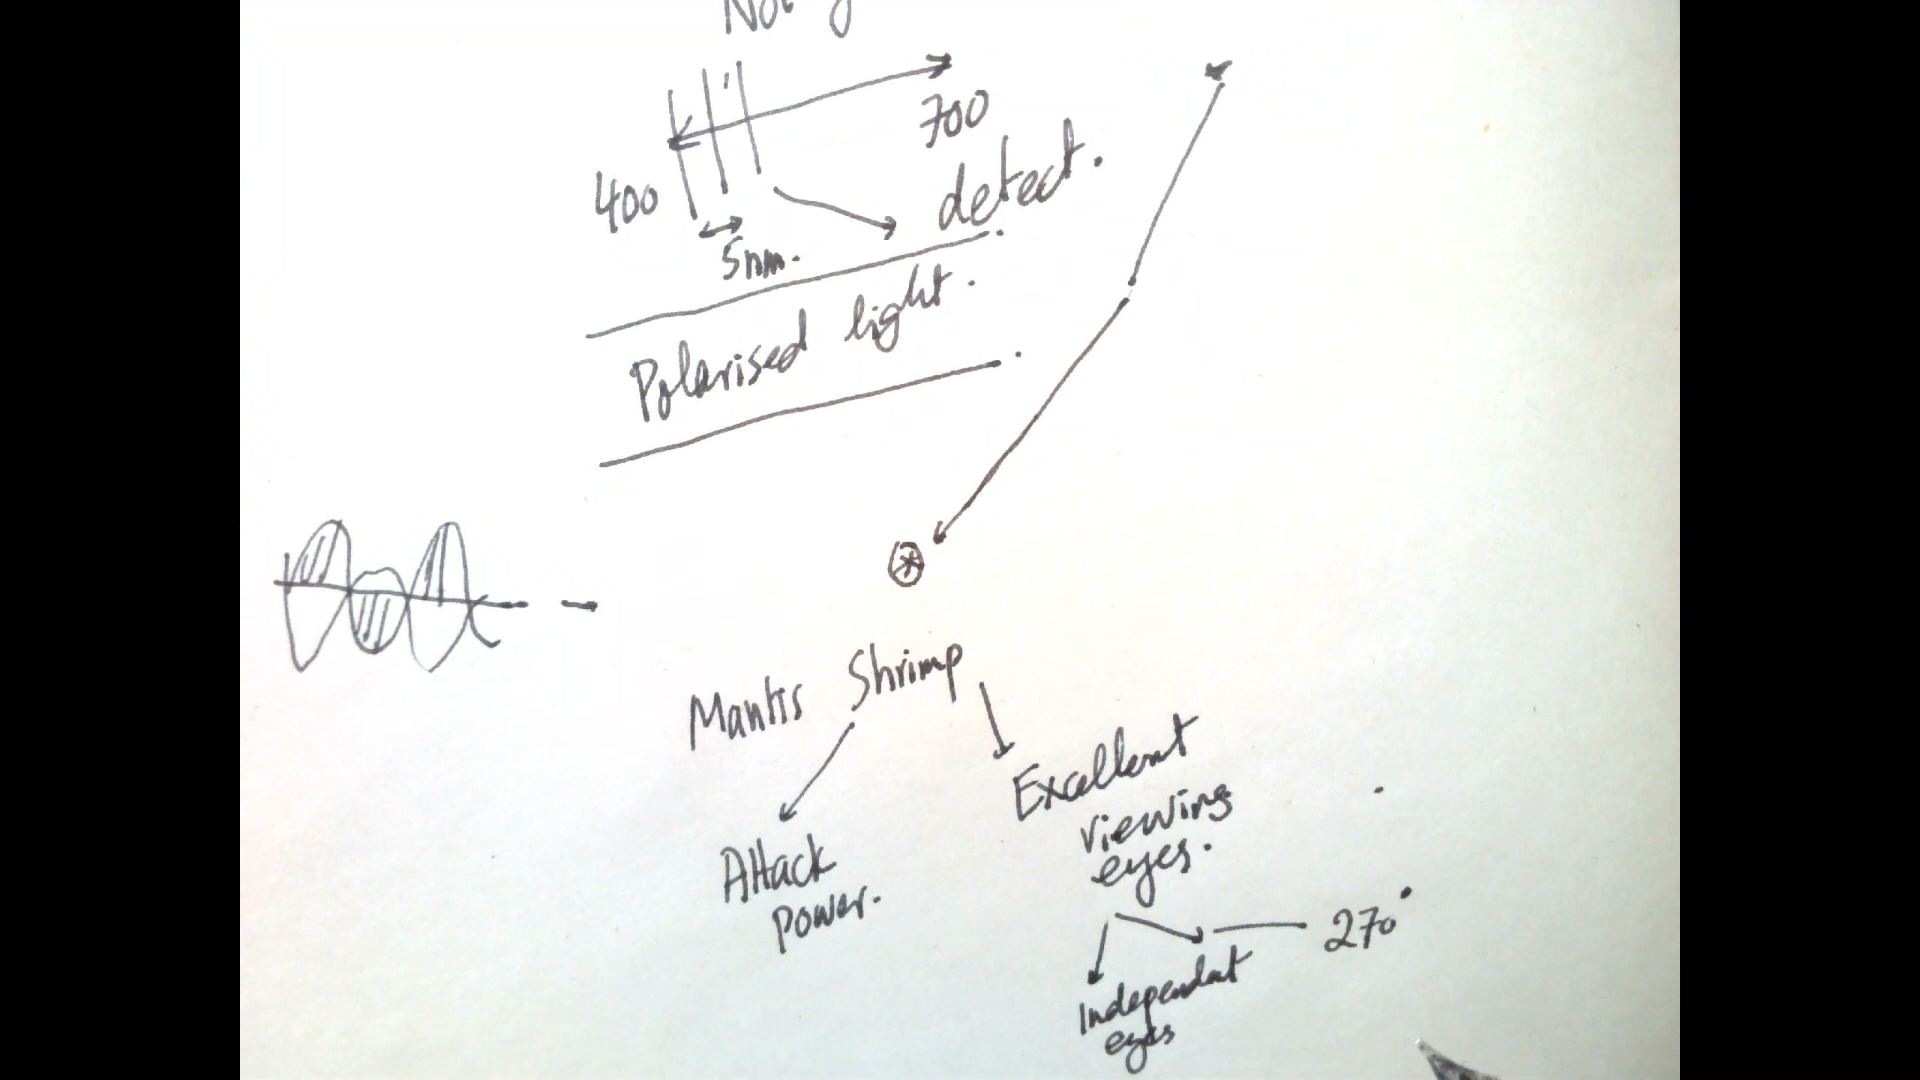 700
400
detect.
5nm.
Polarised light.
Mantis Shrimp
Excellent
viewing
eyes.
Attack
power.
270°
Independent
eyes